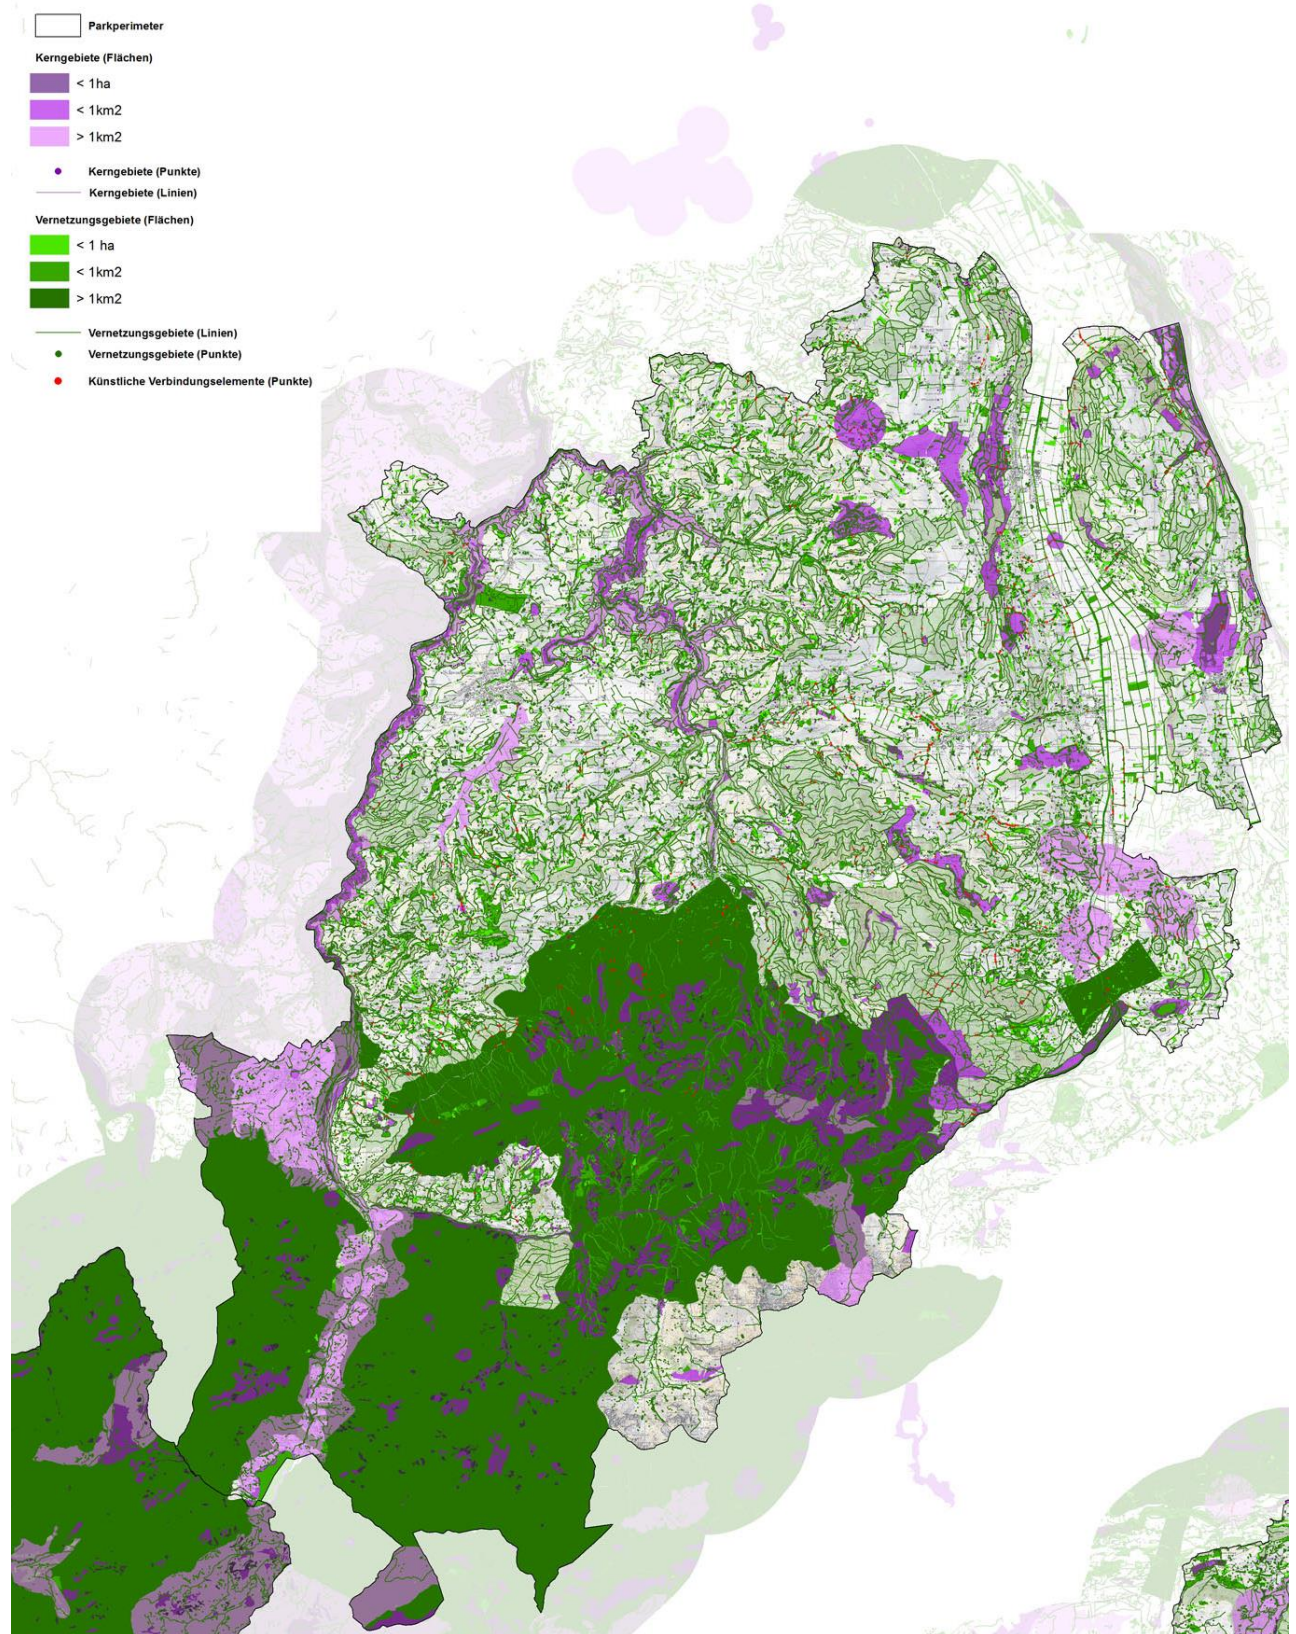 Parkperimeter
Kerngebiete (Flächen)
< 1ha
< 1km2
> 1km2
Kerngebiete (Punkte)
Kerngebiete (Linien)
Vernetzungsgebiete (Flächen)
< 1 ha
< 1km2
> 1km2
Vernetzungsgebiete (Linien)
Vernetzungsgebiete (Punkte)
Künstliche Verbindungselemente (Punkte)